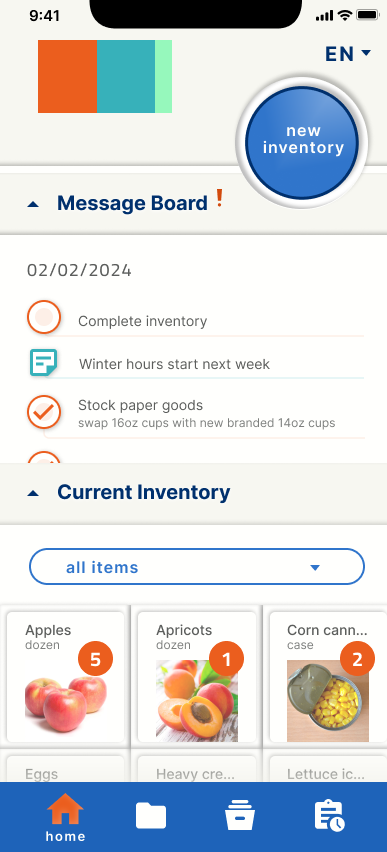 9:41
EN
new
inventory
Message Board !
02/02/2024
Complete inventory
Winter hours start next week
Stock paper goods
swap 16oz cups with new branded 14oz cups
Current Inventory
all items
Apples
dozen
5
Apricots
dozen
1
Corn cann...
case
2
Eggs
Heavy cre...
Lettuce ic...
home